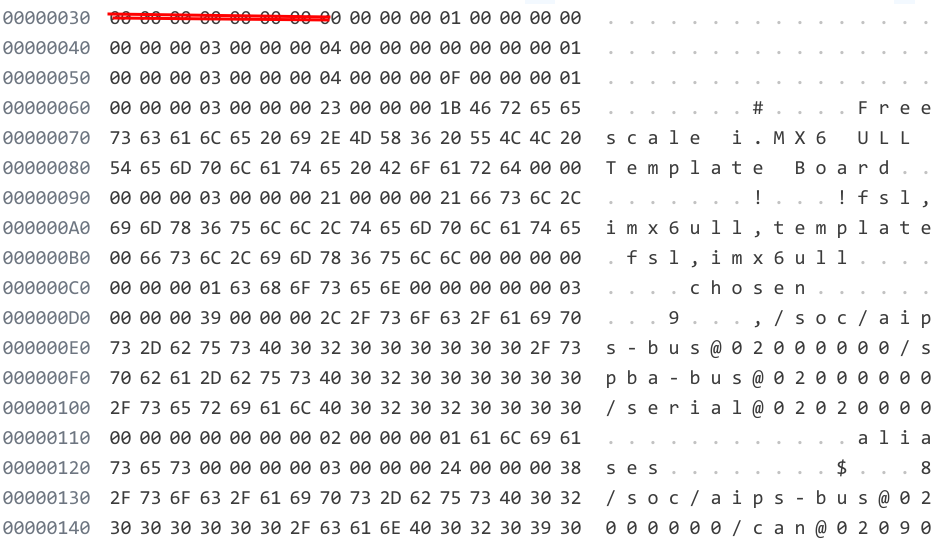 00000030 00 00 00 00 00 00 00 00 00 00 00 01 00 00 00 00 . . . . . . . . . . . . . . . .
00000040 00 00 00 03 00 00 00 04 00 00 00 00 00 00 00 01 . . . . . . . . . . . . . . . .
00000050 00 00 00 03 00 00 00 04 00 00 00 0F 00 00 00 01 . . . . . . . . . . . . . . . .
00000060 00 00 00 03 00 00 00 23 00 00 00 1B 46 72 65 65 . . . . . . . # . . . . F r e e
00000070 73 63 61 6C 65 20 69 2E 4D 58 36 20 55 4C 4C 20 s c a l e   i . M X 6   U L L
00000080 54 65 6D 70 6C 61 74 65 20 42 6F 61 72 64 00 00 T e m p l a t e   B o a r d . .
00000090 00 00 00 03 00 00 00 21 00 00 00 21 66 73 6C 2C . . . . . . . ! . . . ! f s l ,
000000A0 69 6D 78 36 75 6C 6C 2C 74 65 6D 70 6C 61 74 65 i m x 6 u l l , t e m p l a t e
000000B0 00 66 73 6C 2C 69 6D 78 36 75 6C 6C 00 00 00 00 . f s l , i m x 6 u l l . . . .
000000C0 00 00 00 01 63 68 6F 73 65 6E 00 00 00 00 00 03 . . . . c h o s e n . . . . . .
000000D0 00 00 00 39 00 00 00 2C 2F 73 6F 63 2F 61 69 70 . . . 9 . . . , / s o c / a i p
000000E0 73 2D 62 75 73 40 30 32 30 30 30 30 30 30 2F 73 s - b u s @ 0 2 0 0 0 0 0 0 / s
000000F0 70 62 61 2D 62 75 73 40 30 32 30 30 30 30 30 30 p b a - b u s @ 0 2 0 0 0 0 0 0
00000100 2F 73 65 72 69 61 6C 40 30 32 30 32 30 30 30 30 / s e r i a l @ 0 2 0 2 0 0 0 0
00000110 00 00 00 00 00 00 00 02 00 00 00 01 61 6C 69 61 . . . . . . . . . . . . a l i a
00000120 73 65 73 00 00 00 00 03 00 00 00 24 00 00 00 38 s e s . . . . . . . . $ . . . 8
00000130 2F 73 6F 63 2F 61 69 70 73 2D 62 75 73 40 30 32 / s o c / a i p s - b u s @ 0 2
00000140 30 30 30 30 30 30 2F 63 61 6E 40 30 32 30 39 30 0 0 0 0 0 0 / c a n @ 0 2 0 9 0